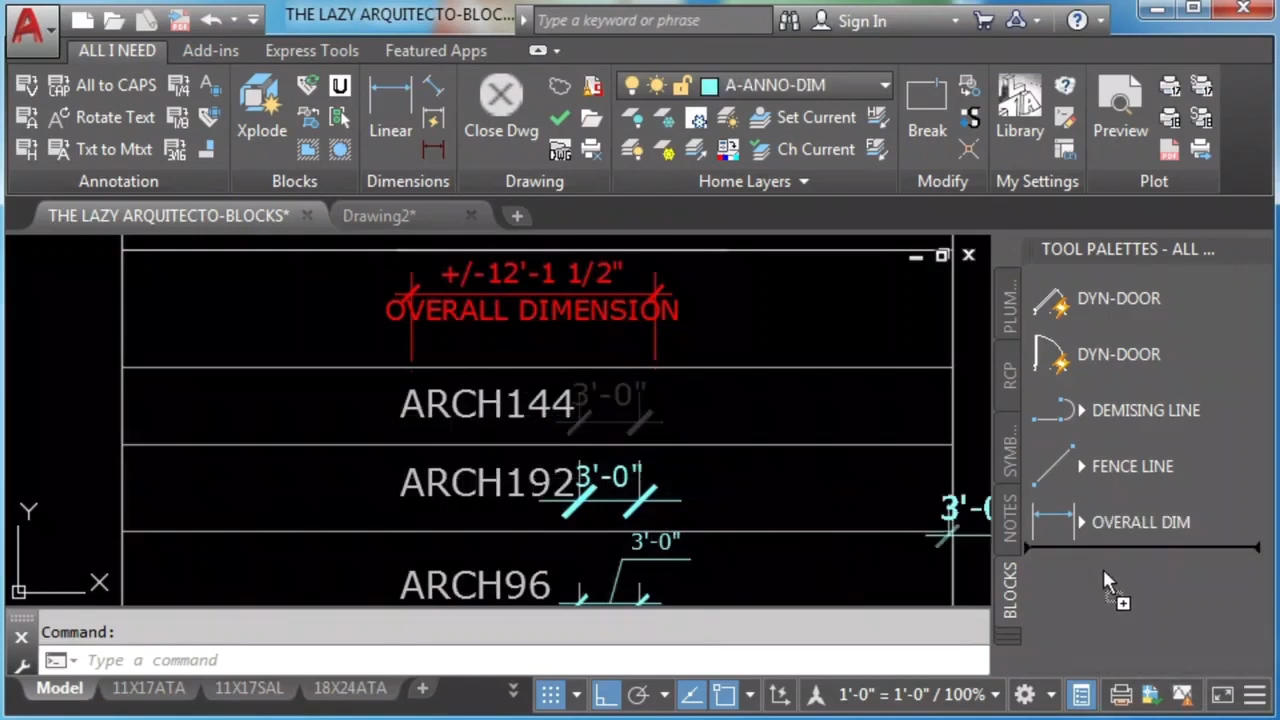 THE LAZY ARQUITECTO-BLOC...
Type a keyword or phrase
Sign In
ALL I NEED
Add-ins
Express Tools
Featured Apps
All to CAPS
Rotate Text
Txt to Mtxt
Annotation
Xplode
Blocks
Linear
Dimensions
Close Dwg
Drawing
A-ANNO-DIM
Set Current
Ch Current
Home Layers
Break
Modify
Library
My Settings
Preview
Plot
THE LAZY ARQUITECTO-BLOCKS*
Drawing2*
+/-12'-1 1/2"
OVERALL DIMENSION
ARCH144
3'-0"
ARCH192
3'-0"
3'-0
ARCH96
3'-0"
TOOL PALETTES - ALL ...
PLUM...
RCP
SYMB...
NOTES
BLOCKS
DYN-DOOR
DYN-DOOR
DEMISING LINE
FENCE LINE
OVERALL DIM
Y
X
Command:
Type a command
Model
11X17ATA
11X17SAL
18X24ATA
1'-0" = 1'-0" / 100%